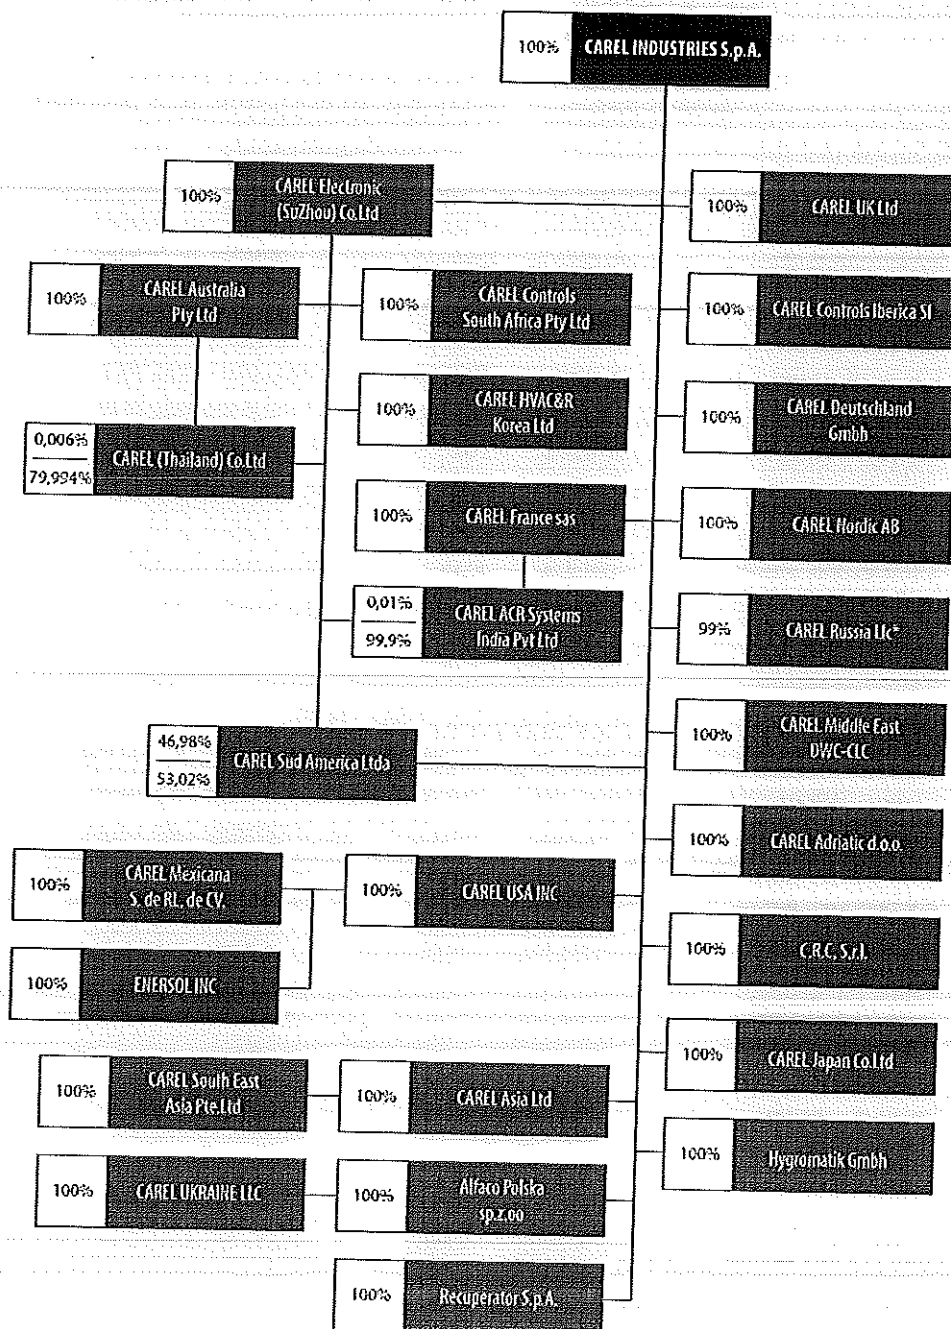 100%
CAREL INDUSTRIES S.p.A.
100%
CAREL Electronic
(SuZhou) Co.Ltd
100%
CAREL UK Ltd
100%
CAREL Australia
Pty Ltd
100%
CAREL Controls
South Africa Pty Ltd
100%
CAREL Controls Iberica Sl
100%
CAREL HVAC&R
Korea Ltd
100%
CAREL Deutschland
Gmbh
0,006%
79,994%
CAREL (Thailand) Co.Ltd
100%
CAREL France sas
100%
CAREL Nordic AB
0,01%
99,9%
CAREL ACR Systems
India Pvt Ltd
99%
CAREL Russia Llc*
46,98%
53,02%
CAREL Sud America Ltda
100%
CAREL Middle East
DWC-CLC
100%
CAREL Adriatic d.o.o.
100%
CAREL Mexicana
S. de RL. de CV.
100%
CAREL USA INC
100%
C.R.C. S.r.l.
100%
ENERSOL INC
100%
CAREL Japan Co.Ltd
100%
CAREL South East
Asia Pte.Ltd
100%
CAREL Asia Ltd
100%
Hygromatik Gmbh
100%
CAREL UKRAINE LLC
100%
Alfaco Polska
sp.z.oo
100%
Recuperator S.p.A.